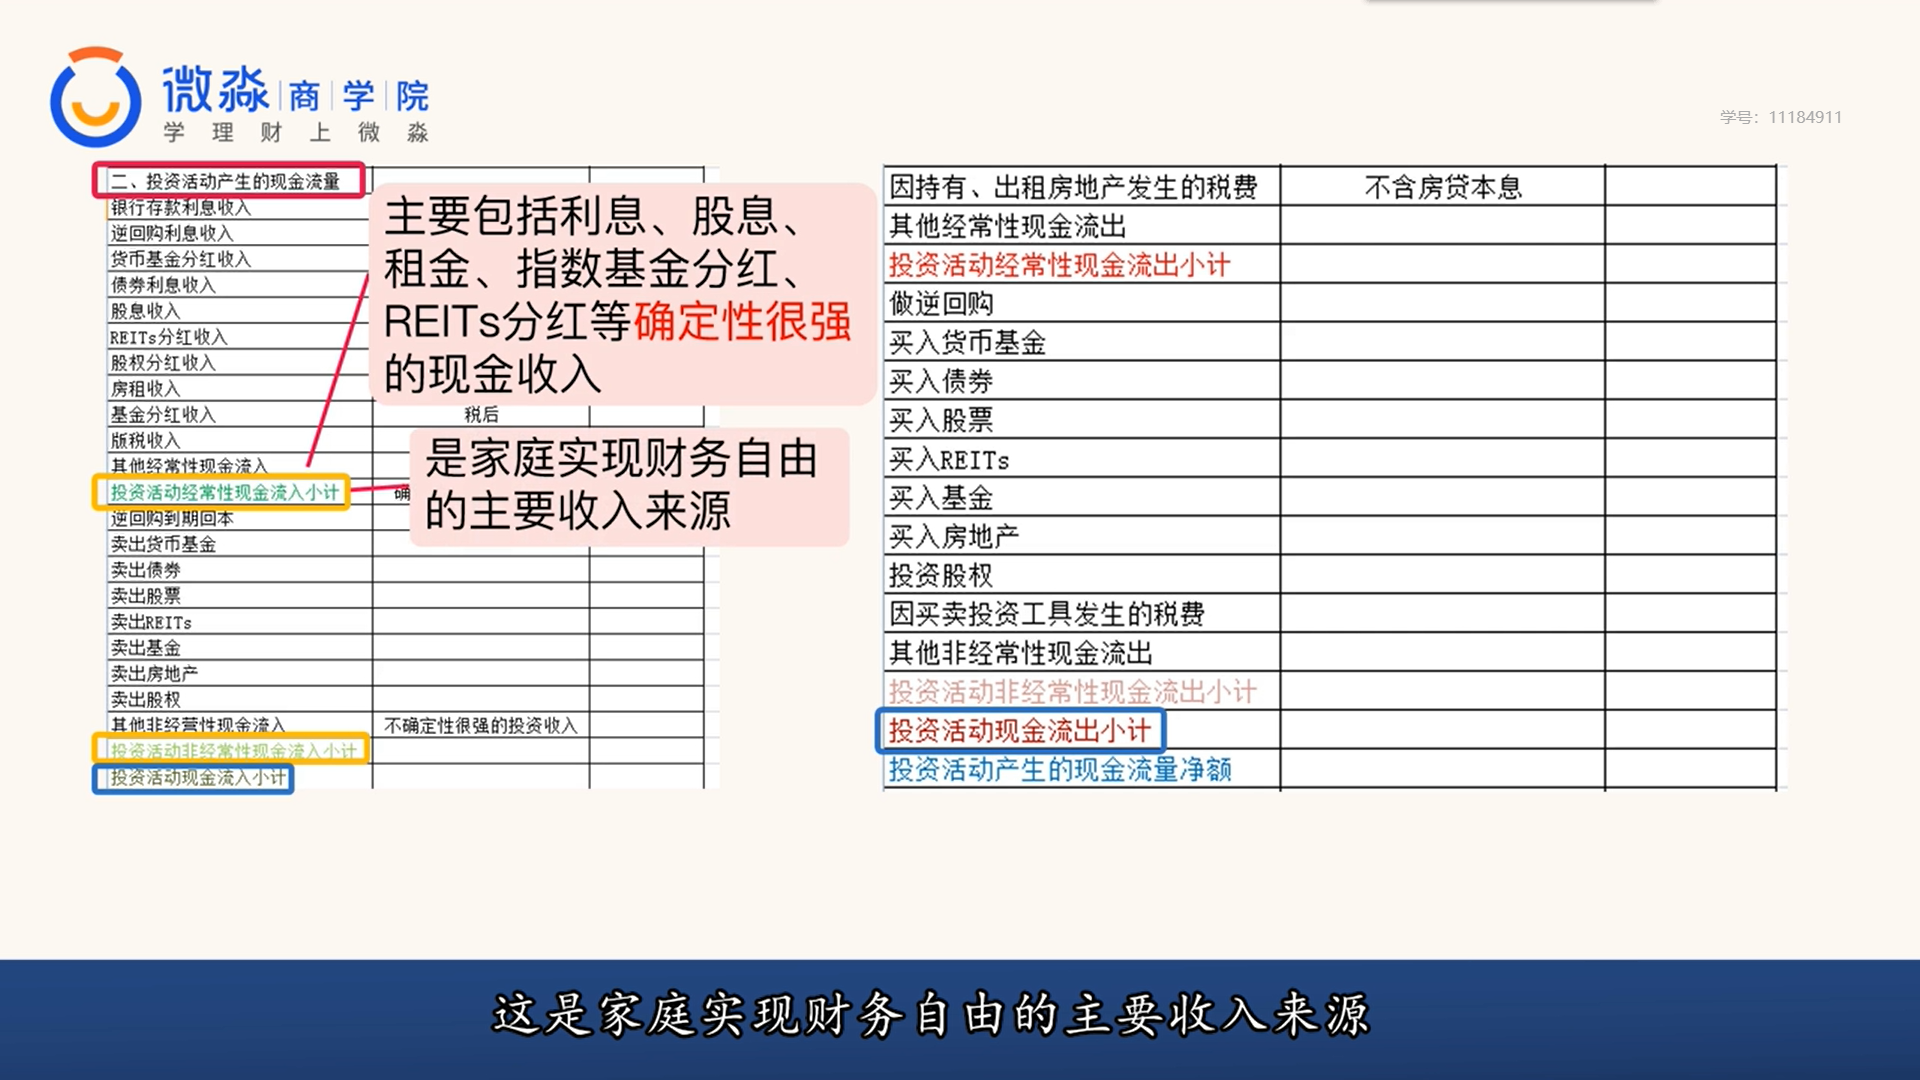 微淼商学院
学理财上微淼
学号：11184911
二、投资活动产生的现金流量
银行存款利息收入
逆回购利息收入
货币基金分红收入
债券利息收入
股息收入
REITs分红收入
股权分红收入
房租收入
基金分红收入 税后
版税收入
其他经常性现金流入
投资活动经常性现金流入小计 确
逆回购到期回本
卖出货币基金
卖出债券
卖出股票
卖出REITs
卖出基金
卖出房地产
卖出股权
其他非经营性现金流入 不确定性很强的投资收入
投资活动非经常性现金流入小计
投资活动现金流入小计
主要包括利息、股息、
租金、指数基金分红、
REITs分红等确定性很强
的现金收入
是家庭实现财务自由
的主要收入来源
因持有、出租房地产发生的税费 不含房贷本息
其他经常性现金流出
投资活动经常性现金流出小计
做逆回购
买入货币基金
买入债券
买入股票
买入REITs
买入基金
买入房地产
投资股权
因买卖投资工具发生的税费
其他非经常性现金流出
投资活动非经常性现金流出小计
投资活动现金流出小计
投资活动产生的现金流量净额
这是家庭实现财务自由的主要收入来源